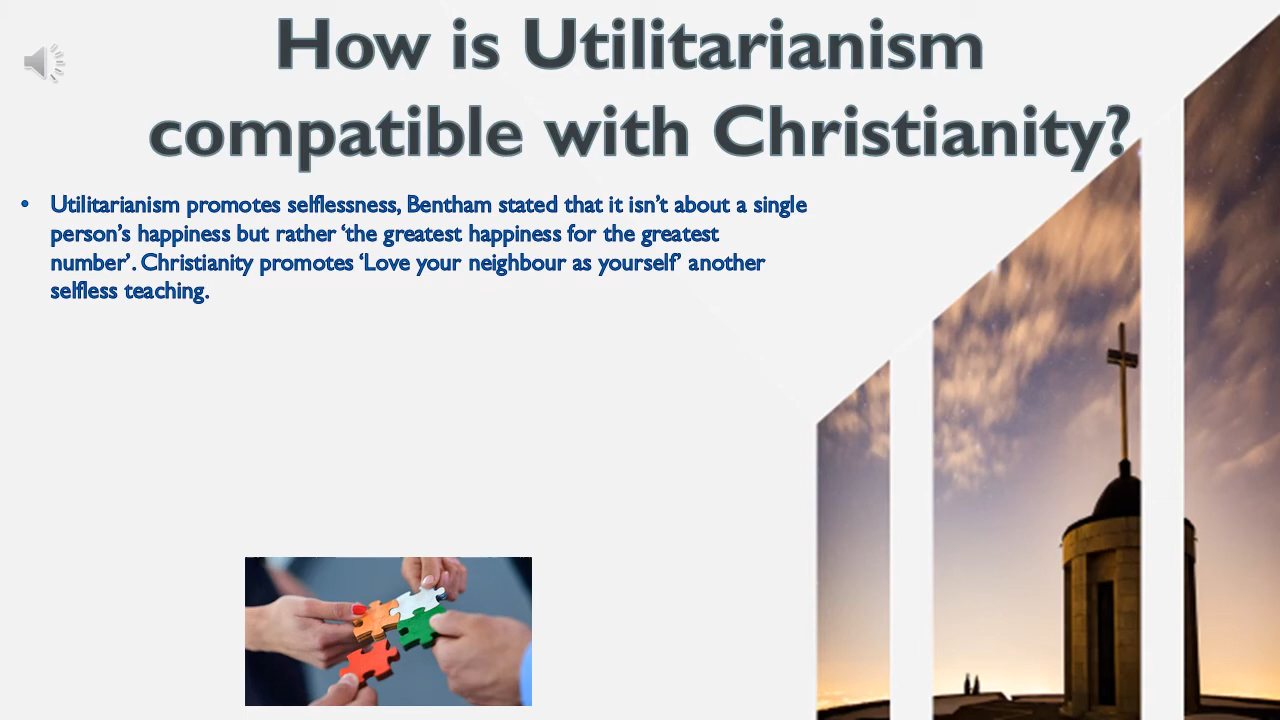 How is Utilitarianism
compatible with Christianity?
• Utilitarianism promotes selflessness, Bentham stated that it isn’t about a single
person’s happiness but rather ‘the greatest happiness for the greatest
number’. Christianity promotes ‘Love your neighbour as yourself’ another
selfless teaching.